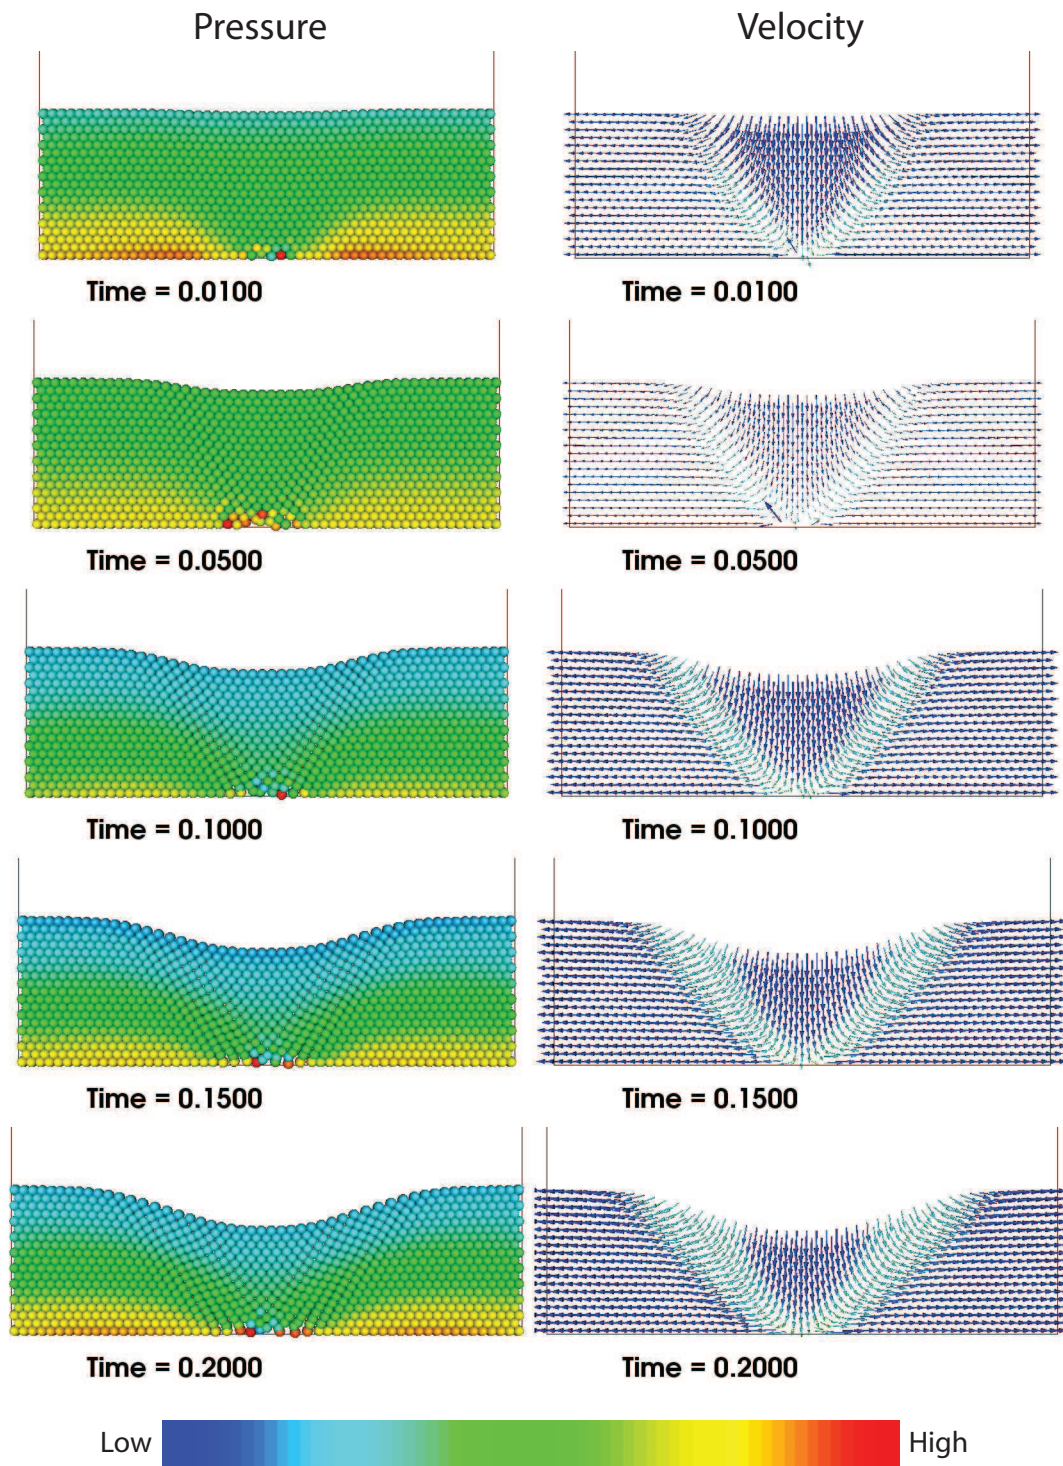 Pressure Velocity
Time = 0.0100 Time = 0.0100
Time = 0.0500 Time = 0.0500
Time = 0.1000 Time = 0.1000
Time = 0.1500 Time = 0.1500
Time = 0.2000 Time = 0.2000
Low High